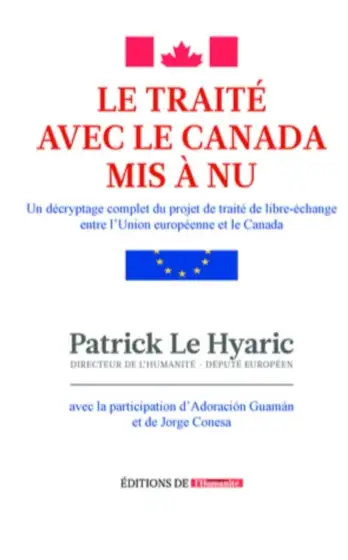 LE TRAITÉ
AVEC LE CANADA
MIS À NU
Un décryptage complet du projet de traité de libre-échange
entre l'Union européenne et le Canada
Patrick Le Hyaric
DIRECTEUR DE L'HUMANITÉ - DÉPUTÉ EUROPÉEN
avec la participation d'Adoración Guamán
et de Jorge Conesa
ÉDITIONS DE l'Humanité